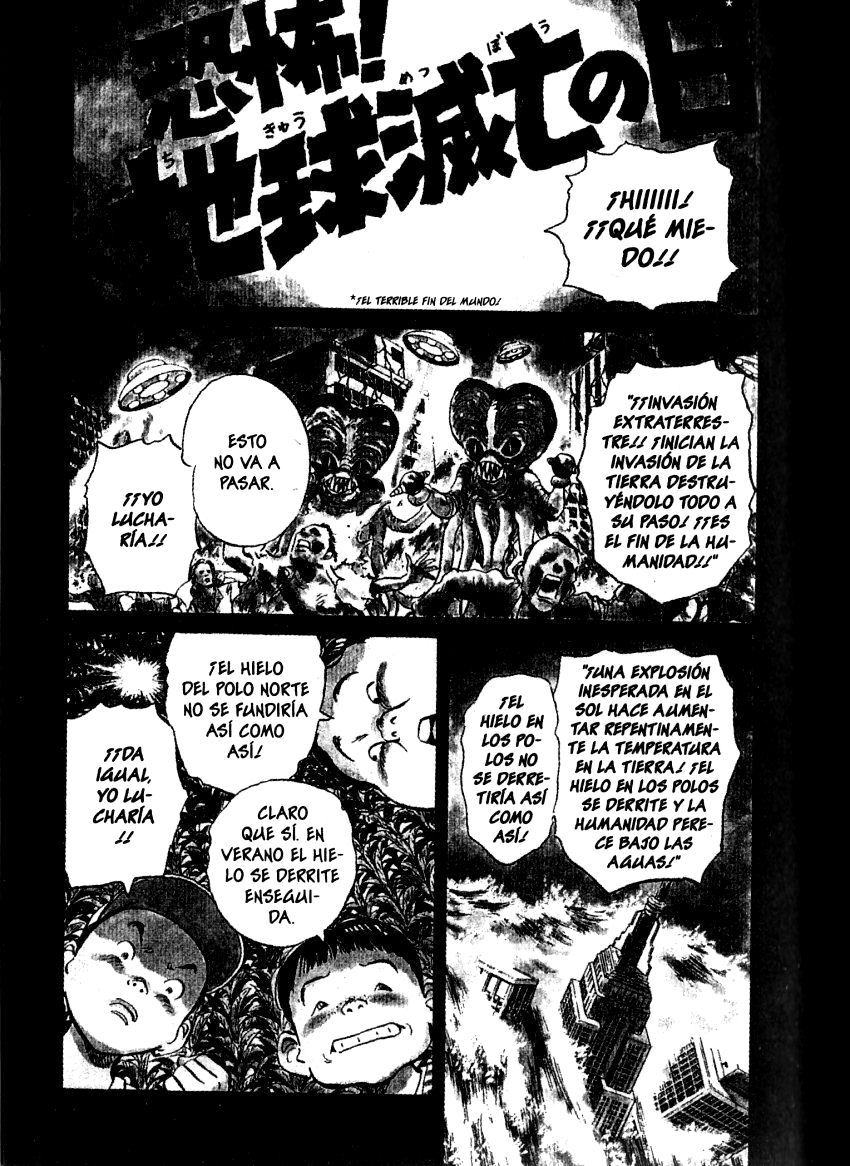 恐怖!
ち きゅう めつ ぼう
地球滅亡の日
*
¡HIIIIII!
¡¡QUÉ MIE-
DO!!
*¡EL TERRIBLE FIN DEL MUNDO!
"¡¡INVASIÓN
EXTRATERRES-
TRE!! ¡INICIAN LA
INVASIÓN DE LA
TIERRA DESTRU-
YÉNDOLO TODO A
SU PASO! ¡¡ES
EL FIN DE LA HU-
MANIDAD!!"
ESTO
NO VA A
PASAR.
¡¡YO
LUCHA-
RÍA!!
"¡UNA EXPLOSIÓN
INESPERADA EN EL
SOL HACE AUMEN-
TAR REPENTINAMEN-
TE LA TEMPERATURA
EN LA TIERRA! ¡EL
HIELO EN LOS POLOS
SE DERRITE Y LA
HUMANIDAD PERE-
CE BAJO LAS
AGUAS!"
¡EL
HIELO EN
LOS PO-
LOS NO
SE DERRE-
TIRÍA ASÍ
COMO
ASÍ!
¡EL HIELO
DEL POLO NORTE
NO SE FUNDIRÍA
ASÍ COMO
ASÍ!
CLARO
QUE SÍ. EN
VERANO EL HIE-
LO SE DERRITE
ENSEGUI-
DA.
¡¡DA
IGUAL,
YO LU-
CHARÍA
!!